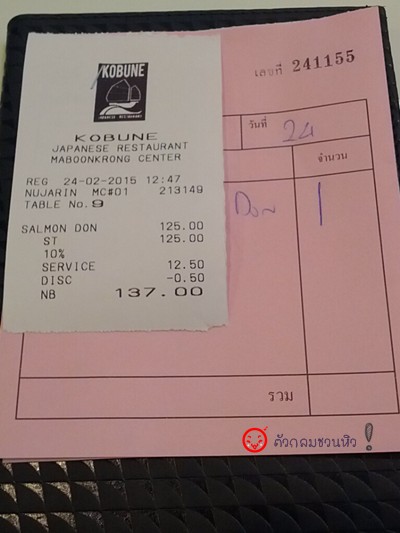 KOBUNE
JAPANESE RESTAURANT
เลขที่ 241155
KOBUNE
JAPANESE RESTAURANT
MABOONKRONG CENTER
REG 24-02-2015 12:47
NUJARIN MC#01 213149
TABLE No. 9
SALMON DON 125.00
ST 125.00
10%
SERVICE 12.50
DISC -0.50
NB 137.00
วันที่ 24
จำนวน
Don 1
รวม
ตัวกลมชวนหิว !